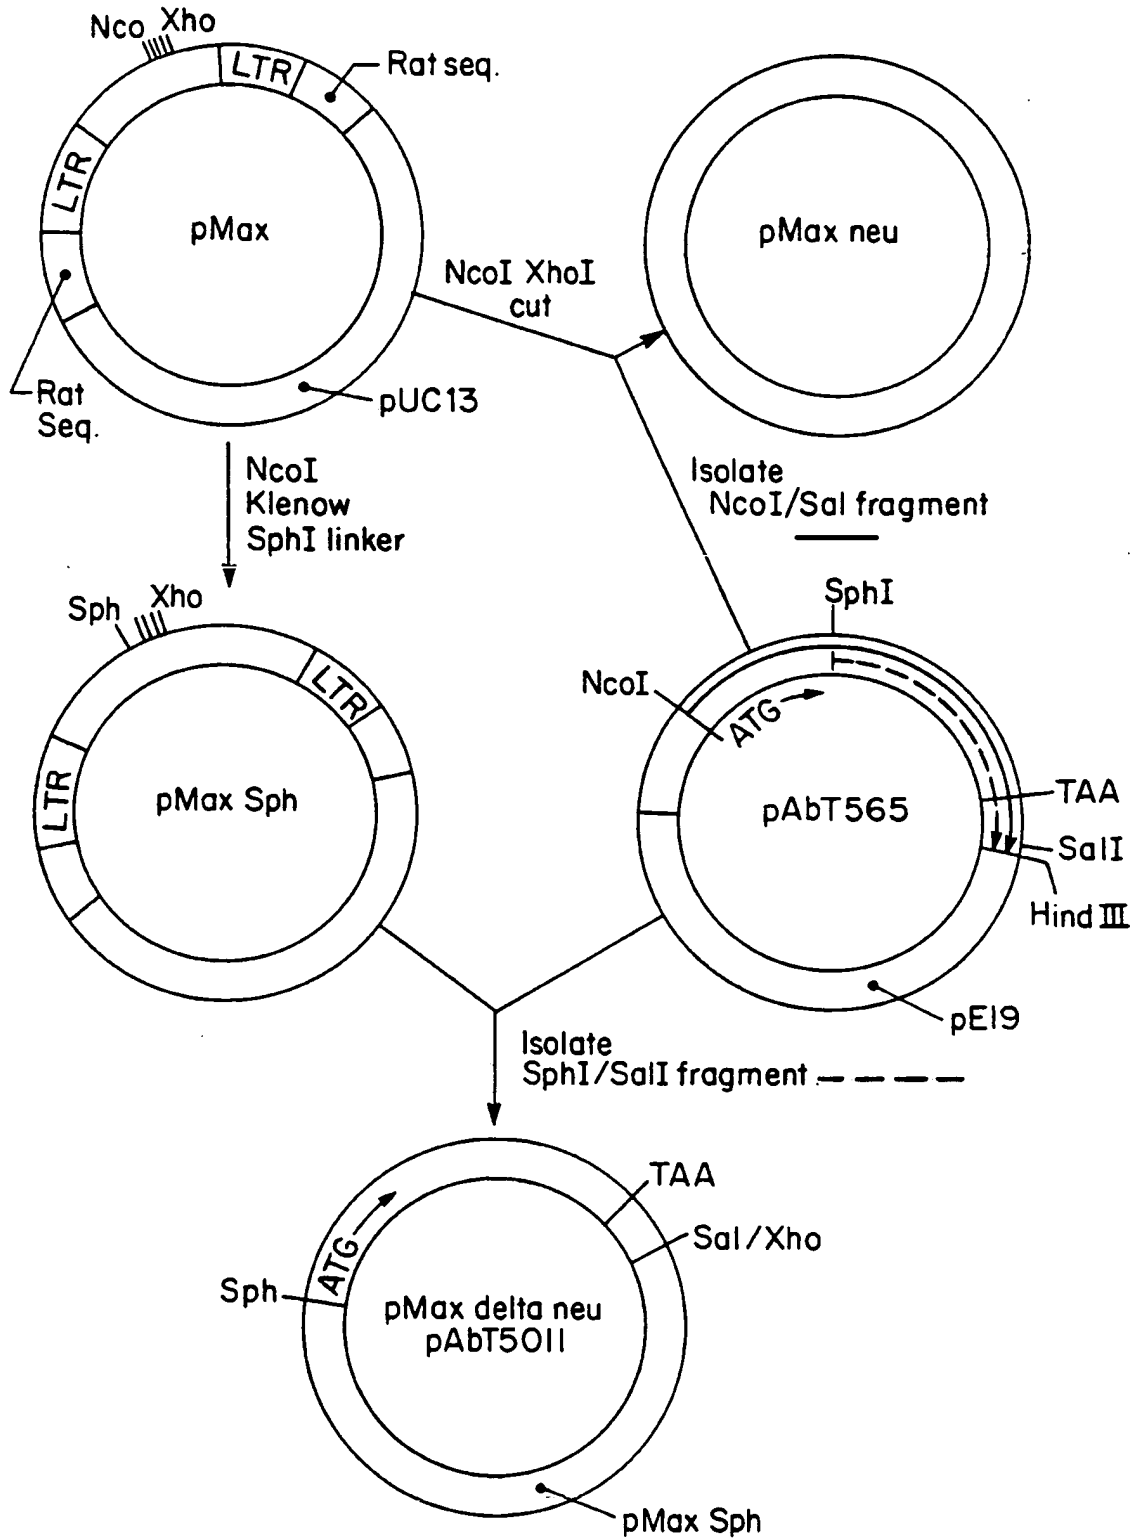 Nco Xho
LTR
Rat seq.
LTR
pMax
pMax neu
NcoI XhoI
cut
Rat
Seq.
pUC13
NcoI
Klenow
SphI linker
Isolate
NcoI/Sal fragment
Sph
Xho
SphI
LTR
NcoI
ATG
LTR
pMax Sph
pAbT565
TAA
SalI
Hind III
pE19
Isolate
SphI/SalI fragment
TAA
Sal/Xho
ATG
Sph
pMax delta neu
pAbT5011
pMax Sph